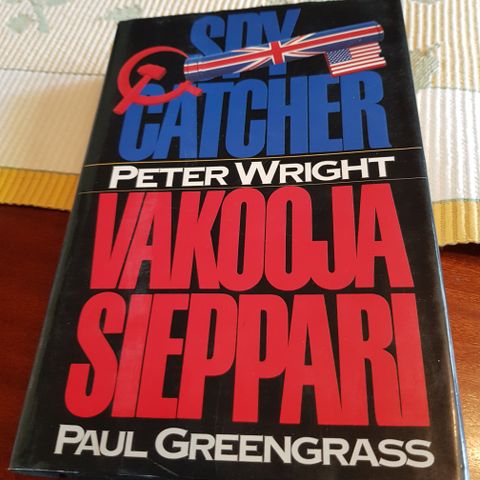 SPY
CATCHER
PETER WRIGHT
VAKOOJA
SIEPPARI
PAUL GREENGRASS